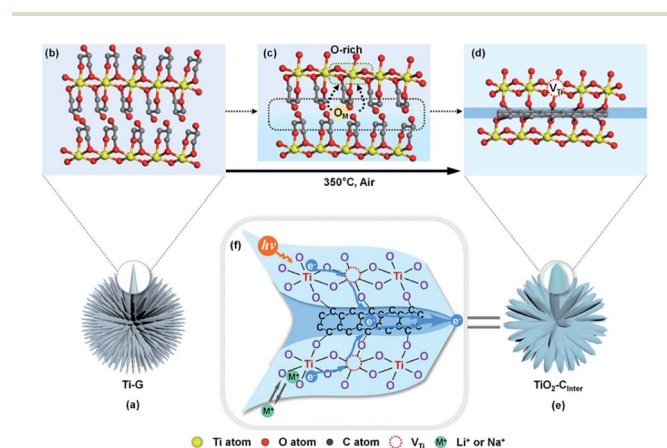 (b)
(c)
O-rich
O_M
(d)
V_Ti
350°C, Air
(f)
hν
O O O O
e⁻
O Ti O Ti O
O O O O
C C C C C C
e⁻ e⁻
e⁻
O O O O
O Ti O Ti O
M⁺ e⁻
O O O O
M⁺
Ti-G
(a)
TiO₂-C_Inter
(e)
Ti atom O atom C atom V_Ti M⁺ Li⁺ or Na⁺